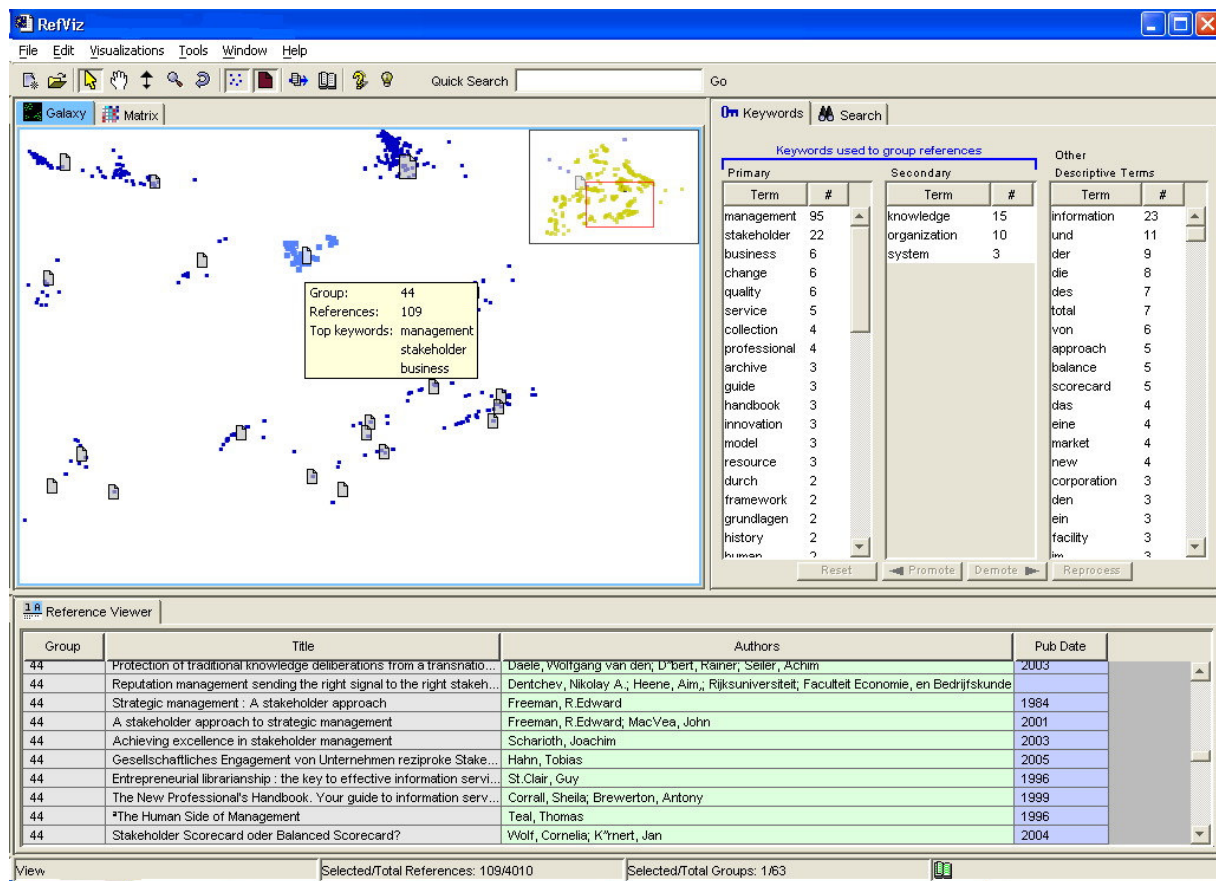 RefViz
File Edit Visualizations Tools Window Help
Quick Search Go
Galaxy Matrix
Group: 44
References: 109
Top keywords: management
stakeholder
business
Keywords Search
Keywords used to group references
Other
Primary Secondary Descriptive Terms
Term # Term # Term #
management 95 knowledge 15 information 23
stakeholder 22 organization 10 und 11
business 6 system 3 der 9
change 6 die 8
quality 6 des 7
service 5 total 7
collection 4 von 6
professional 4 approach 5
archive 3 balance 5
guide 3 scorecard 5
handbook 3 das 4
innovation 3 eine 4
model 3 market 4
resource 3 new 4
durch 2 corporation 3
framework 2 den 3
grundlagen 2 ein 3
history 2 facility 3
human 2 im 3
Reset Promote Demote Reprocess
Reference Viewer
Group Title Authors Pub Date
44 Protection of traditional knowledge deliberations from a transnatio... Daele, Wolfgang van den; D"bert, Rainer; Seiler, Achim 2003
44 Reputation management sending the right signal to the right stakeh... Dentchev, Nikolay A.; Heene, Aim,; Rijksuniversiteit; Faculteit Economie, en Bedrijfskunde
44 Strategic management : A stakeholder approach Freeman, R.Edward 1984
44 A stakeholder approach to strategic management Freeman, R.Edward; MacVea, John 2001
44 Achieving excellence in stakeholder management Scharioth, Joachim 2003
44 Gesellschaftliches Engagement von Unternehmen reziproke Stake... Hahn, Tobias 2005
44 Entrepreneurial librarianship : the key to effective information servi... St.Clair, Guy 1996
44 The New Professional's Handbook. Your guide to information serv... Corrall, Sheila; Brewerton, Antony 1999
44 ªThe Human Side of Management Teal, Thomas 1996
44 Stakeholder Scorecard oder Balanced Scorecard? Wolf, Cornelia; K"rnert, Jan 2004
View Selected/Total References: 109/4010 Selected/Total Groups: 1/63